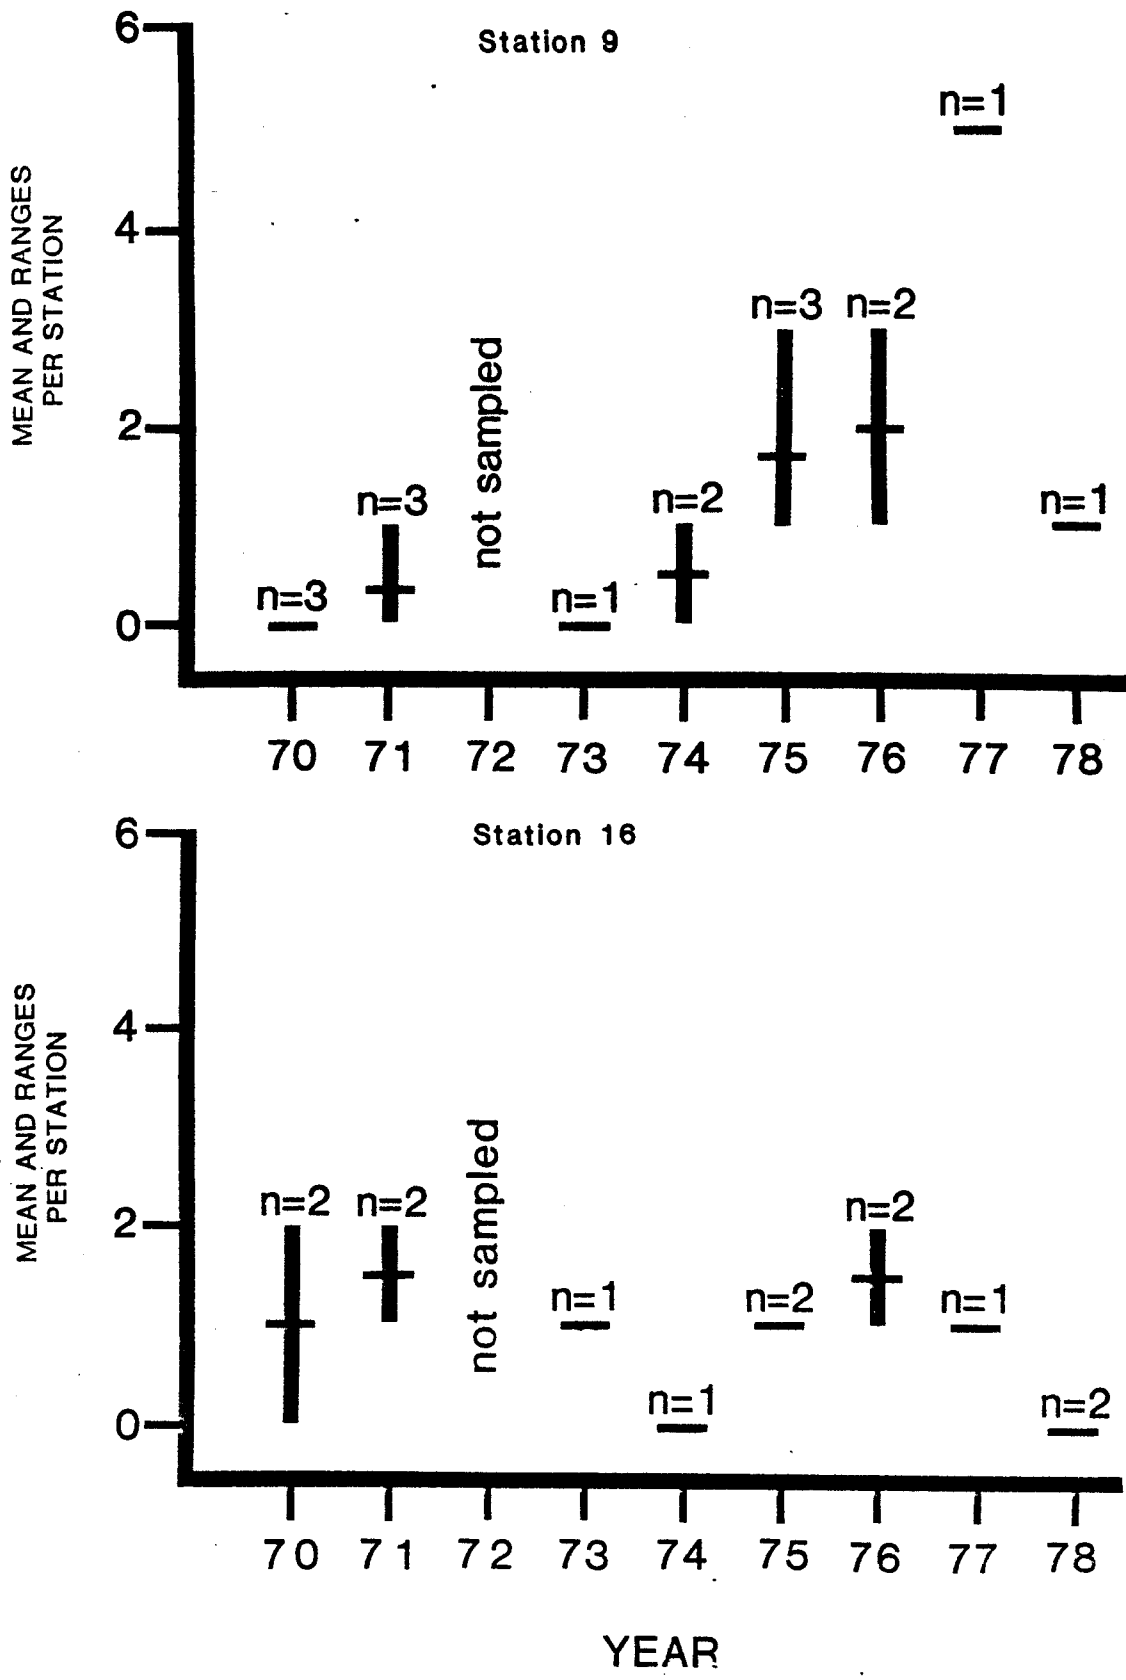 6
Station 9
n=1
MEAN AND RANGES
PER STATION
4
n=3 n=2
not sampled
2
n=3
n=2
n=1
n=3
n=1
0
70 71 72 73 74 75 76 77 78
6
Station 16
MEAN AND RANGES
PER STATION
4
not sampled
n=2 n=2
n=2
2
n=1
n=2
n=1
n=1
n=2
0
70 71 72 73 74 75 76 77 78
YEAR